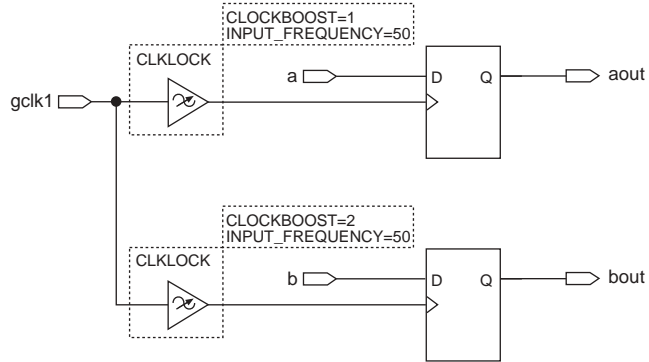 CLOCKBOOST=1
INPUT_FREQUENCY=50
CLKLOCK
gclk1
a
D
Q
aout
CLOCKBOOST=2
INPUT_FREQUENCY=50
CLKLOCK
b
D
Q
bout